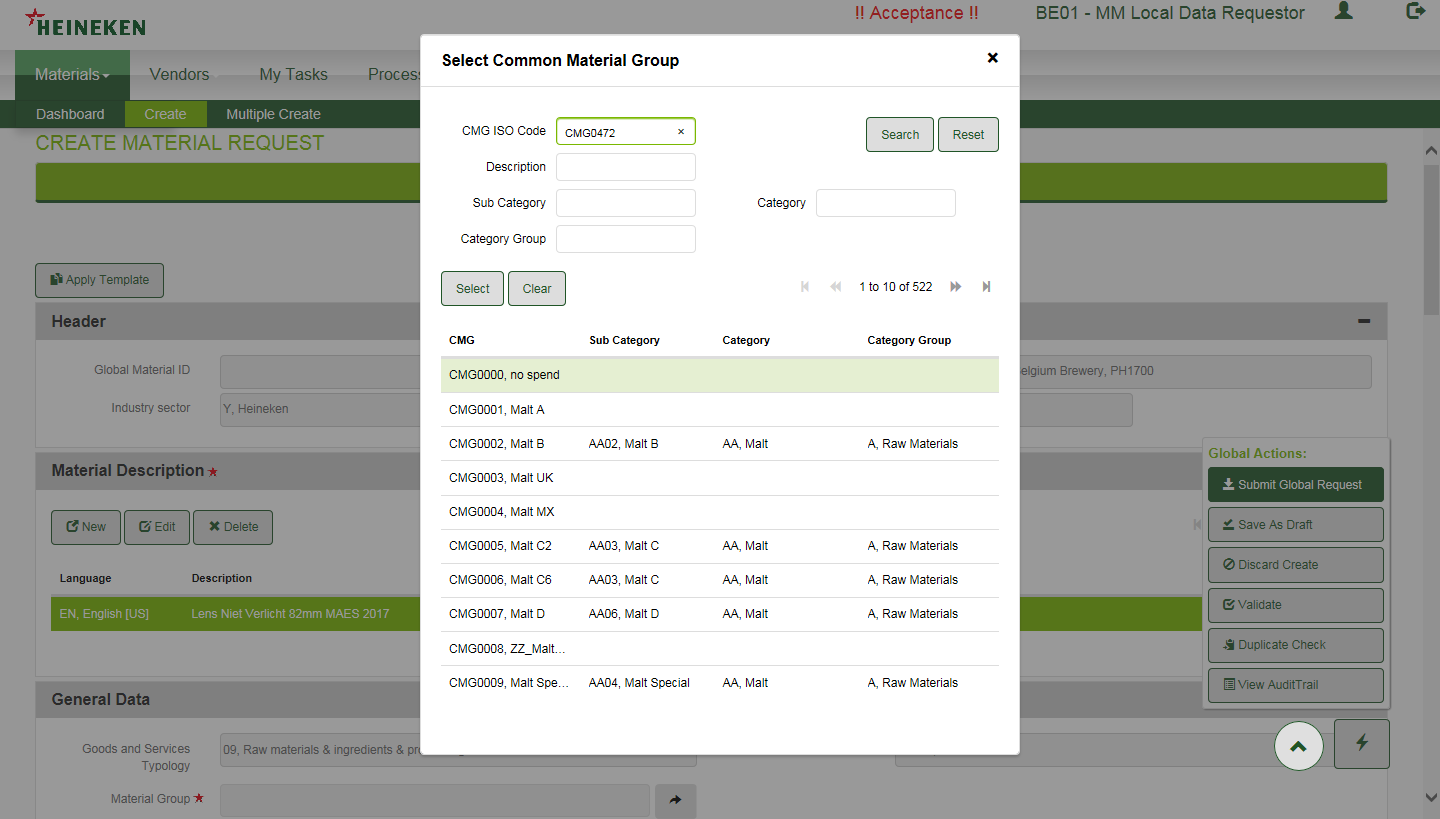 HEINEKEN
!! Acceptance !!
BE01 - MM Local Data Requestor
Materials
Vendors
My Tasks
Dashboard
Create
Multiple Create
CREATE MATERIAL REQUEST
Apply Template
Header
Global Material ID
Belgium Brewery, PH1700
Industry sector
Y, Heineken
Material Description ★
New
Edit
Delete
Language
Description
EN, English [US]
Lens Niet Verlicht 82mm MAES 2017
General Data
Goods and Services
Typology
09, Raw materials & ingredients &
Material Group ★
Select Common Material Group
×
CMG ISO Code
CMG0472
×
Search
Reset
Description
Sub Category
Category
Category Group
Select
Clear
1 to 10 of 522
CMG Sub Category Category Category Group
CMG0000, no spend
CMG0001, Malt A
CMG0002, Malt B AA02, Malt B AA, Malt A, Raw Materials
CMG0003, Malt UK
CMG0004, Malt MX
CMG0005, Malt C2 AA03, Malt C AA, Malt A, Raw Materials
CMG0006, Malt C6 AA03, Malt C AA, Malt A, Raw Materials
CMG0007, Malt D AA06, Malt D AA, Malt A, Raw Materials
CMG0008, ZZ_Malt...
CMG0009, Malt Spe... AA04, Malt Special AA, Malt A, Raw Materials
Global Actions:
Submit Global Request
Save As Draft
Discard Create
Validate
Duplicate Check
View AuditTrail